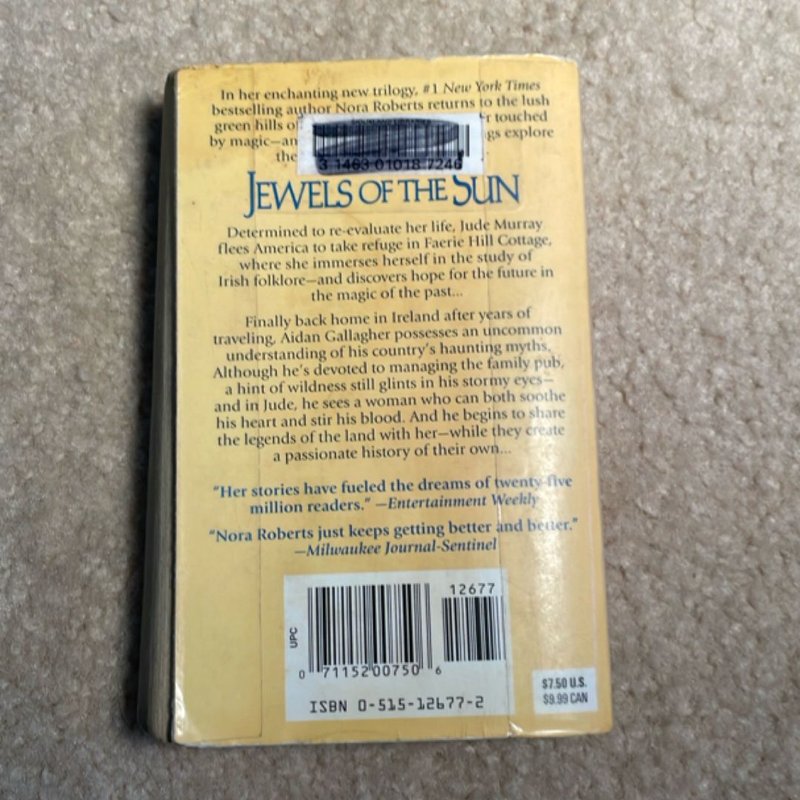 In her enchanting new trilogy, #1 New York Times
bestselling author Nora Roberts returns to the lush
green hills of touched
by magic—an gs explore
the
3 1463 01018 7246
JEWELS OF THE SUN
Determined to re-evaluate her life, Jude Murray
flees America to take refuge in Faerie Hill Cottage,
where she immerses herself in the study of
Irish folklore—and discovers hope for the future in
the magic of the past...
Finally back home in Ireland after years of
traveling, Aidan Gallagher possesses an uncommon
understanding of his country's haunting myths.
Although he's devoted to managing the family pub,
a hint of wildness still glints in his stormy eyes—
and in Jude, he sees a woman who can both soothe
his heart and stir his blood. And he begins to share
the legends of the land with her—while they create
a passionate history of their own...
"Her stories have fueled the dreams of twenty-five
million readers." —Entertainment Weekly
"Nora Roberts just keeps getting better and better."
—Milwaukee Journal-Sentinel
12677
UPC
0 71152 00750 6
ISBN 0-515-12677-2
$7.50 U.S.
$9.99 CAN